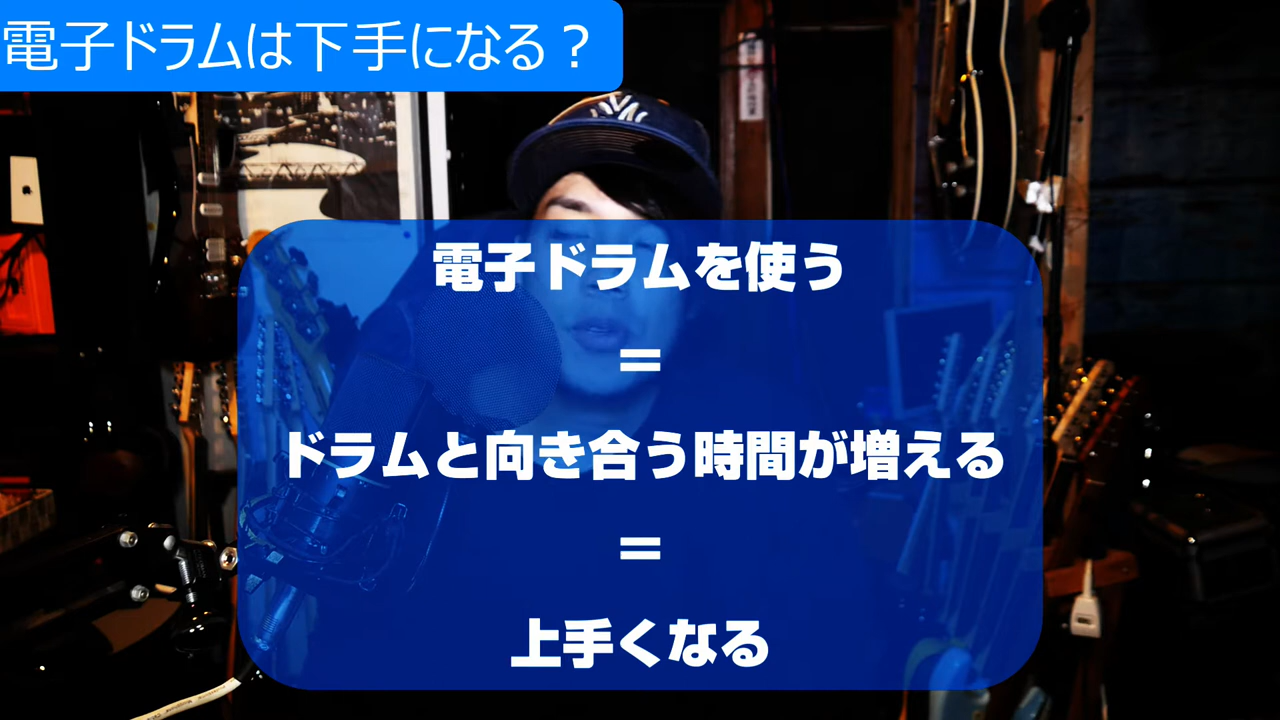 電子ドラムは下手になる？
電子ドラムを使う
＝
ドラムと向き合う時間が増える
＝
上手くなる